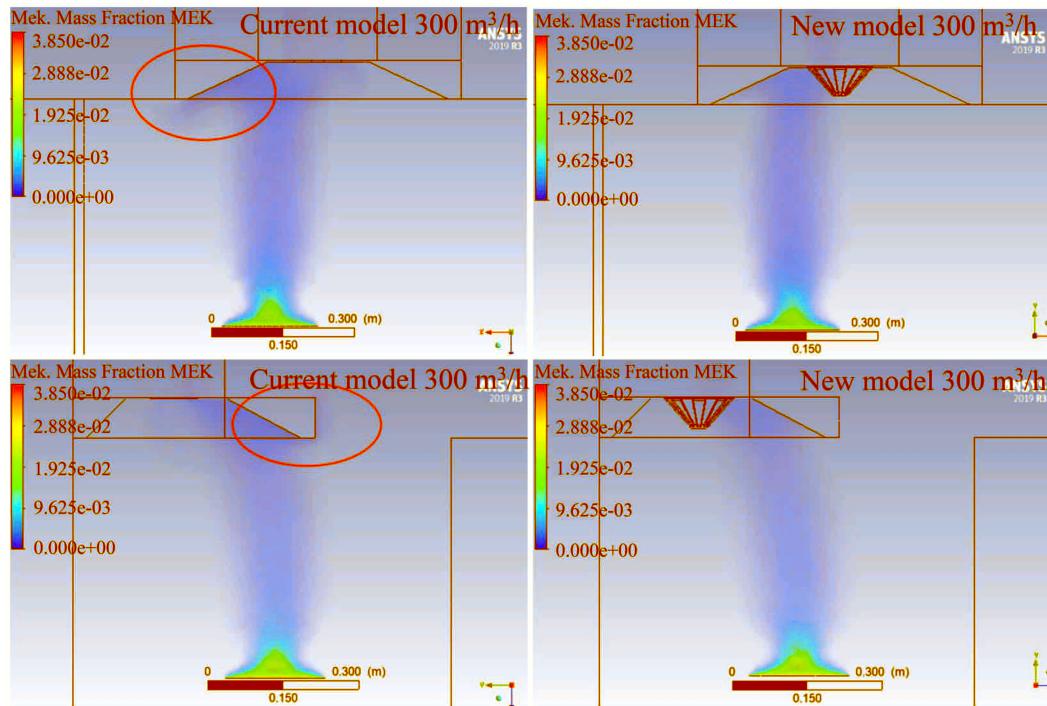 Mek. Mass Fraction MEK
Current model 300 m³/h
3.850e-02
2.888e-02
1.925e-02
9.625e-03
0.000e+00
ANSYS
2019 R3
0 0.300 (m)
0.150
Mek. Mass Fraction MEK
New model 300 m³/h
3.850e-02
2.888e-02
1.925e-02
9.625e-03
0.000e+00
ANSYS
2019 R3
0 0.300 (m)
0.150
Mek. Mass Fraction MEK
Current model 300 m³/h
3.850e-02
2.888e-02
1.925e-02
9.625e-03
0.000e+00
ANSYS
2019 R3
0 0.300 (m)
0.150
Mek. Mass Fraction MEK
New model 300 m³/h
3.850e-02
2.888e-02
1.925e-02
9.625e-03
0.000e+00
ANSYS
2019 R3
0 0.300 (m)
0.150